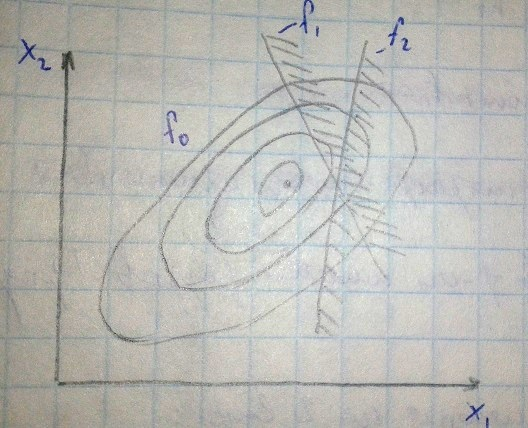 -f₁
-f₂
x₂
f₀
x₁